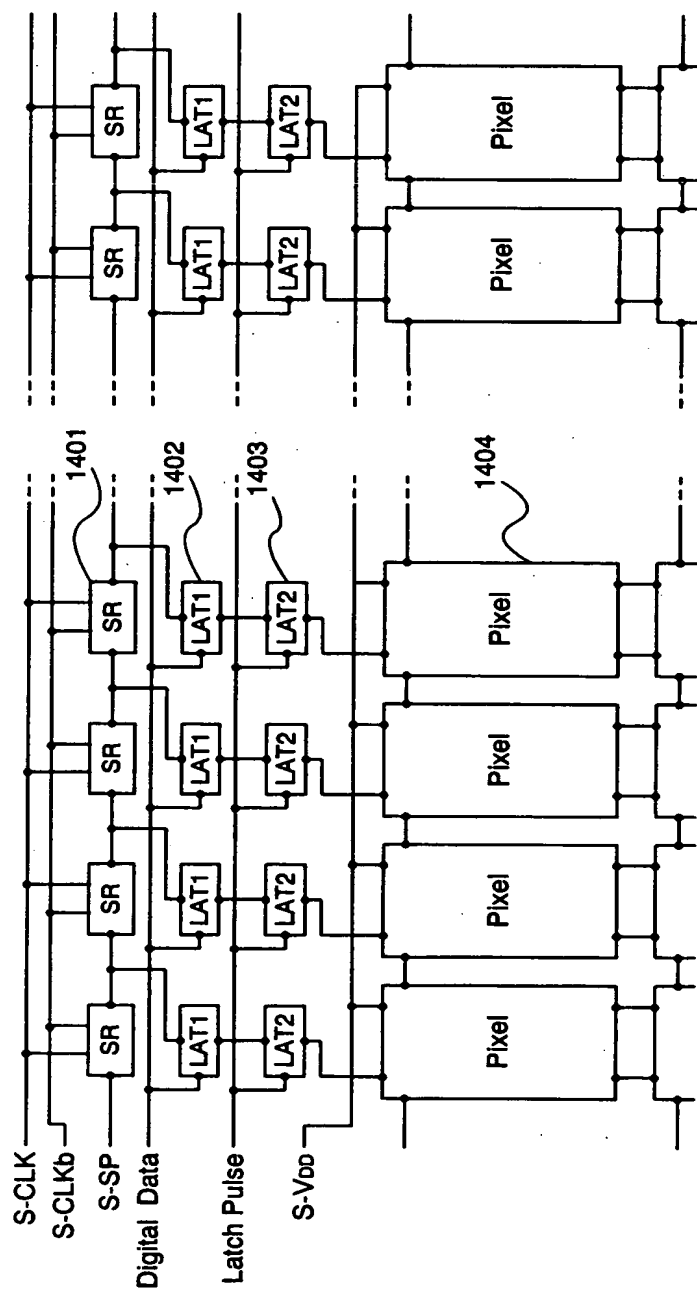 S-CLK
S-CLKb
S-SP
Digital Data
Latch Pulse
S-VDD
SR SR SR SR SR SR
1401
LAT1 LAT1 LAT1 LAT1 LAT1 LAT1
1402
LAT2 LAT2 LAT2 LAT2 LAT2 LAT2
1403
Pixel Pixel Pixel Pixel Pixel Pixel
1404